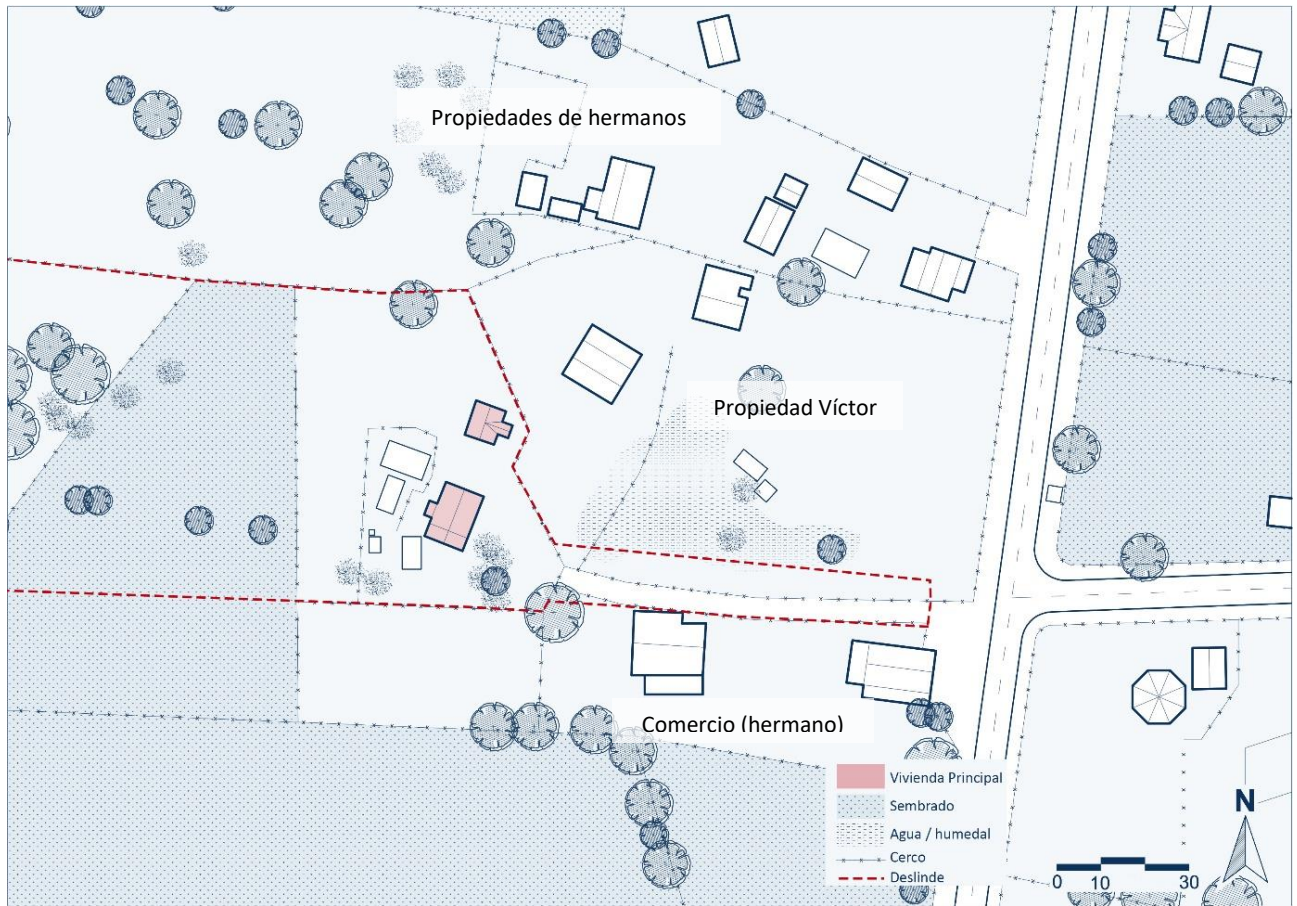 Propiedades de hermanos
Propiedad Víctor
Comercio (hermano)
Vivienda Principal
Sembrado
Agua / humedal
Cerco
Deslinde
N
0 10 30